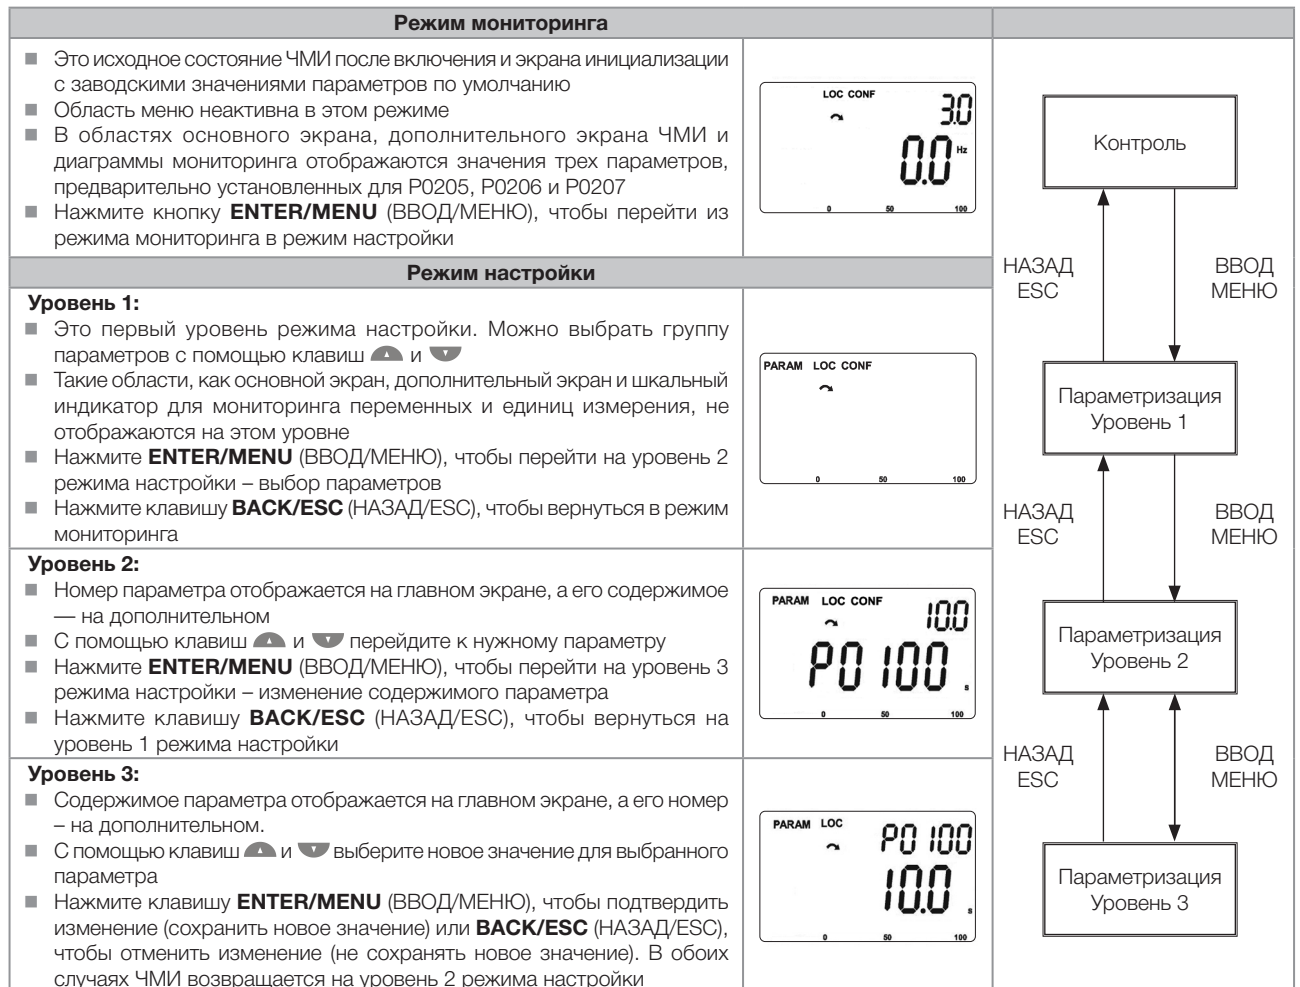 Режим мониторинга
Это исходное состояние ЧМИ после включения и экрана инициализации
с заводскими значениями параметров по умолчанию
Область меню неактивна в этом режиме
В областях основного экрана, дополнительного экрана ЧМИ и
диаграммы мониторинга отображаются значения трех параметров,
предварительно установленных для P0205, P0206 и P0207
Нажмите кнопку ENTER/MENU (ВВОД/МЕНЮ), чтобы перейти из
режима мониторинга в режим настройки
LOC CONF
3.0
0.0 Hz
0 50 100
Режим настройки
Уровень 1:
Это первый уровень режима настройки. Можно выбрать группу
параметров с помощью клавиш и
Такие области, как основной экран, дополнительный экран и шкальный
индикатор для мониторинга переменных и единиц измерения, не
отображаются на этом уровне
Нажмите ENTER/MENU (ВВОД/МЕНЮ), чтобы перейти на уровень 2
режима настройки – выбор параметров
Нажмите клавишу BACK/ESC (НАЗАД/ESC), чтобы вернуться в режим
мониторинга
PARAM LOC CONF
0 50 100
Уровень 2:
Номер параметра отображается на главном экране, а его содержимое
— на дополнительном
С помощью клавиш и перейдите к нужному параметру
Нажмите ENTER/MENU (ВВОД/МЕНЮ), чтобы перейти на уровень 3
режима настройки – изменение содержимого параметра
Нажмите клавишу BACK/ESC (НАЗАД/ESC), чтобы вернуться на
уровень 1 режима настройки
PARAM LOC CONF
10.0
P0100 s
0 50 100
Уровень 3:
Содержимое параметра отображается на главном экране, а его номер
– на дополнительном.
С помощью клавиш и выберите новое значение для выбранного
параметра
Нажмите клавишу ENTER/MENU (ВВОД/МЕНЮ), чтобы подтвердить
изменение (сохранить новое значение) или BACK/ESC (НАЗАД/ESC),
чтобы отменить изменение (не сохранять новое значение). В обоих
случаях ЧМИ возвращается на уровень 2 режима настройки
PARAM LOC
P0100
10.0 s
0 50 100
Контроль
НАЗАД
ESC
ВВОД
МЕНЮ
Параметризация
Уровень 1
НАЗАД
ESC
ВВОД
МЕНЮ
Параметризация
Уровень 2
НАЗАД
ESC
ВВОД
МЕНЮ
Параметризация
Уровень 3